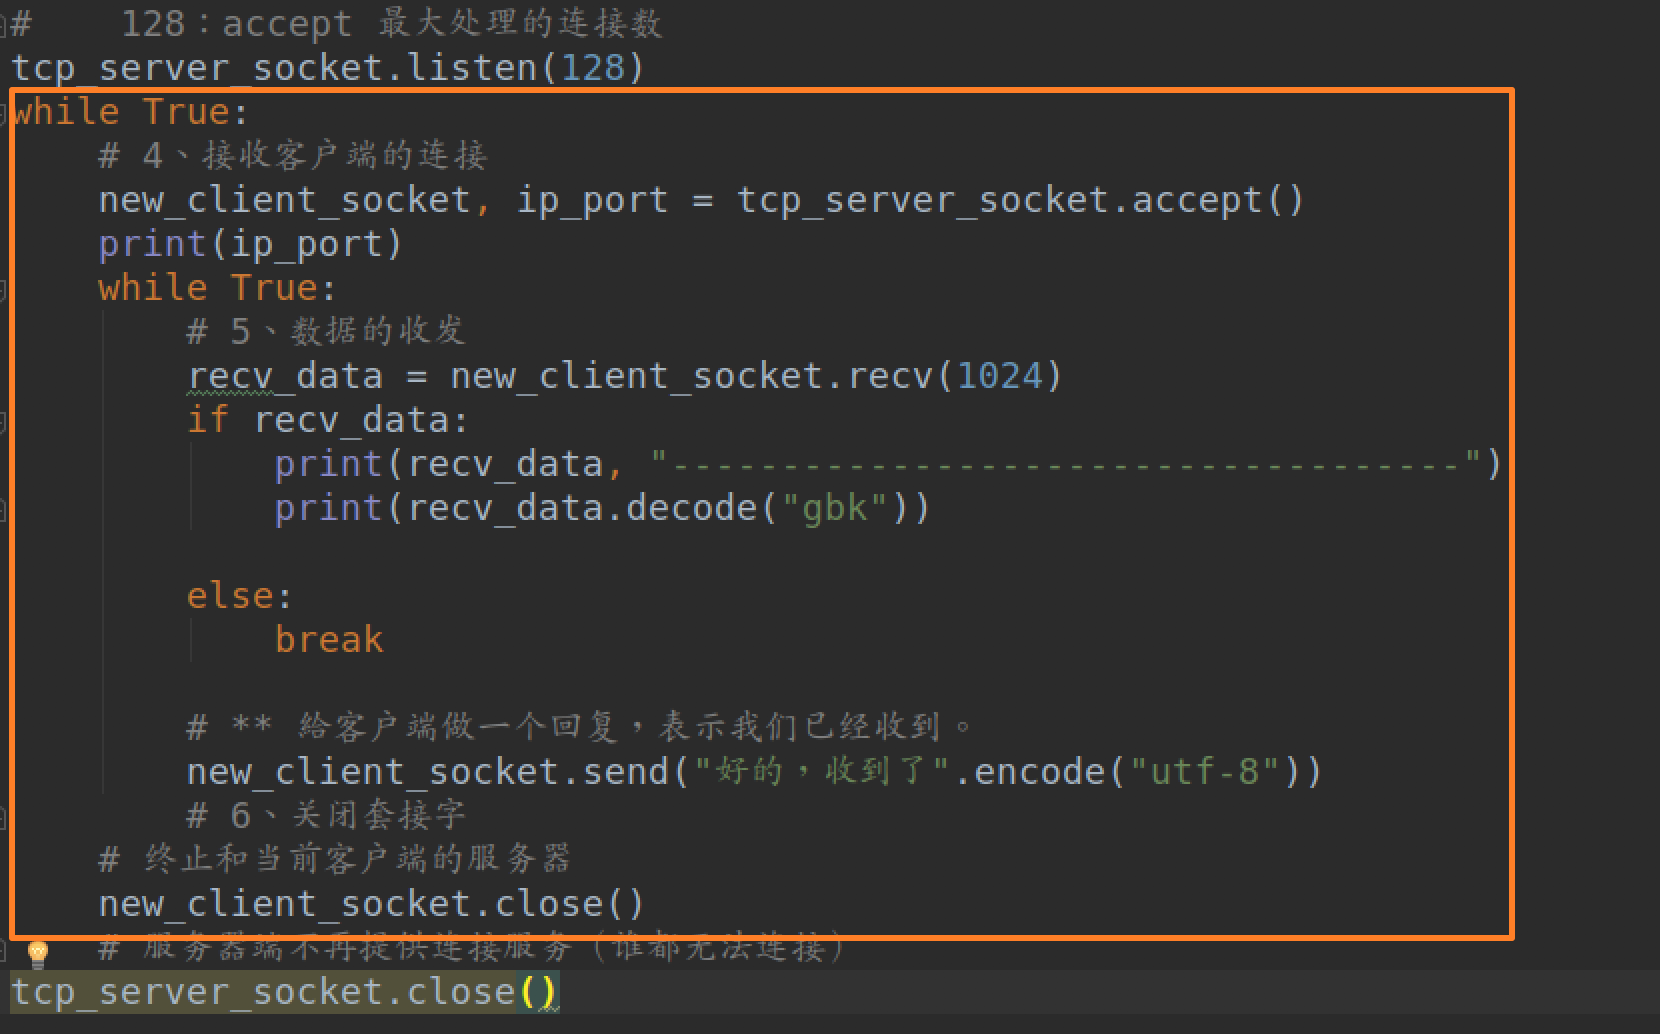 #    128：accept 最大处理的连接数
tcp_server_socket.listen(128)
while True:
    # 4、接收客户端的连接
    new_client_socket, ip_port = tcp_server_socket.accept()
    print(ip_port)
    while True:
        # 5、数据的收发
        recv_data = new_client_socket.recv(1024)
        if recv_data:
            print(recv_data, "------------------------------------")
            print(recv_data.decode("gbk"))
        else:
            break
        # ** 给客户端做一个回复，表示我们已经收到。
        new_client_socket.send("好的，收到了".encode("utf-8"))
        # 6、关闭套接字
    # 终止和当前客户端的服务器
    new_client_socket.close()
    # 服务器端不再提供连接服务（谁都无法连接）
tcp_server_socket.close()